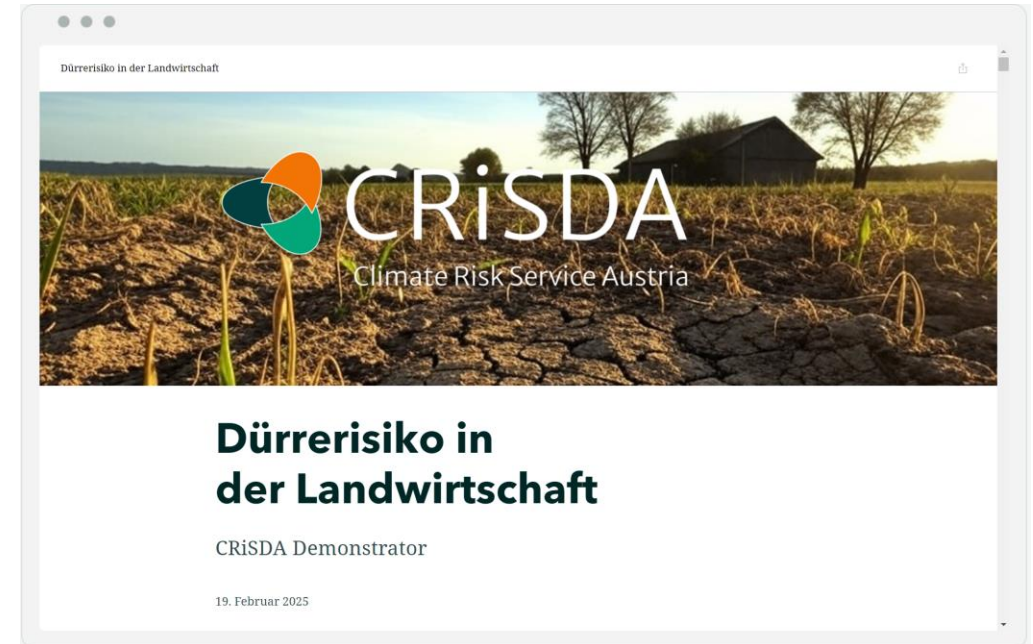 Dürrerisiko in der Landwirtschaft
CRiSDA
Climate Risk Service Austria
Dürrerisiko in
der Landwirtschaft
CRiSDA Demonstrator
19. Februar 2025